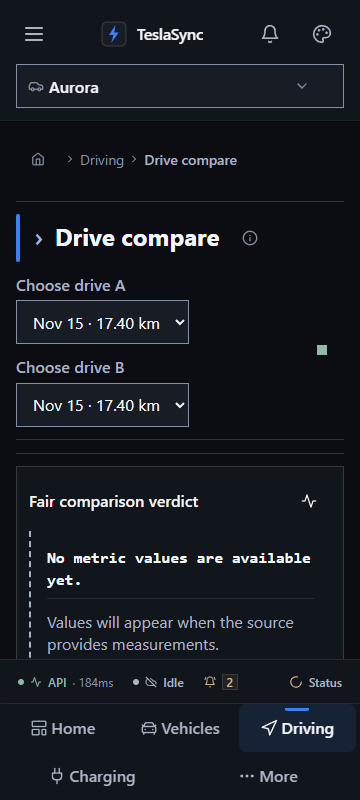 TeslaSync
Aurora
Driving
Drive compare
Drive compare
Choose drive A
Nov 15 · 17.40 km
Choose drive B
Nov 15 · 17.40 km
Fair comparison verdict
No metric values are available
yet.
Values will appear when the source
provides measurements.
API · 184ms
Idle
2
Status
Home
Vehicles
Driving
Charging
More